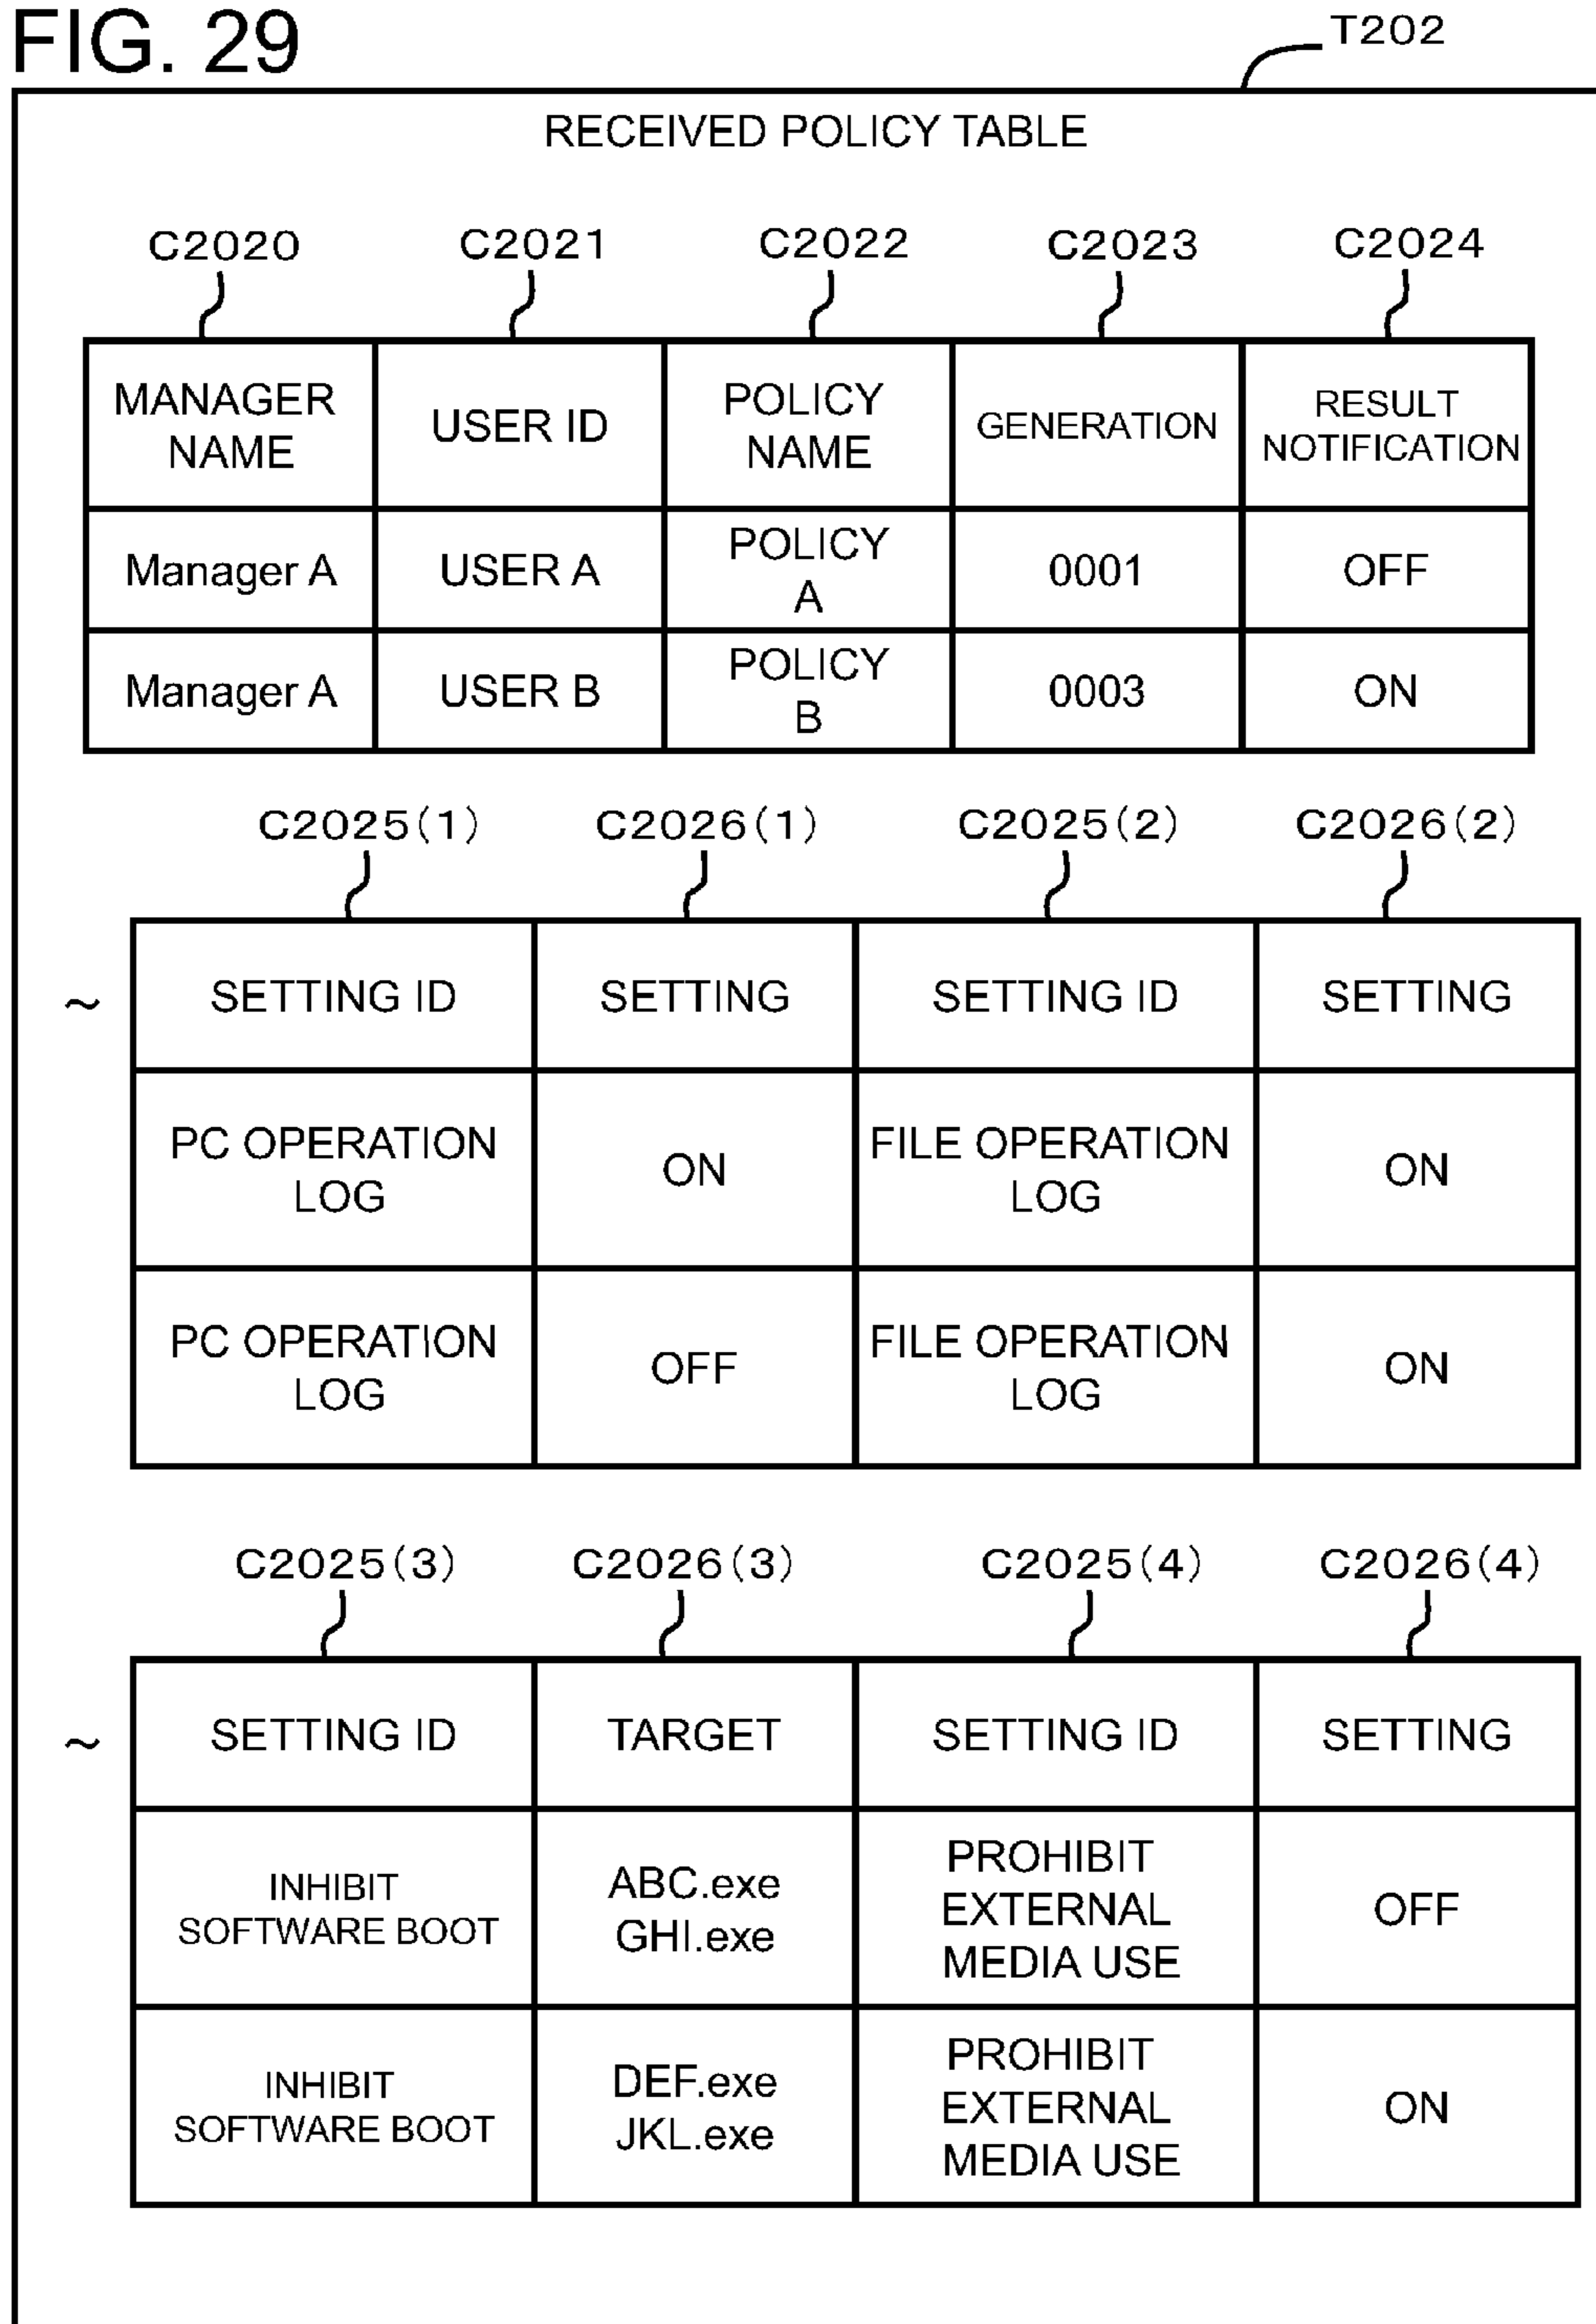 FIG. 29
T202
RECEIVED POLICY TABLE
C2020 C2021 C2022 C2023 C2024
MANAGER NAME USER ID POLICY NAME GENERATION RESULT NOTIFICATION
Manager A USER A POLICY A 0001 OFF
Manager A USER B POLICY B 0003 ON
C2025(1) C2026(1) C2025(2) C2026(2)
~ SETTING ID SETTING SETTING ID SETTING
PC OPERATION LOG ON FILE OPERATION LOG ON
PC OPERATION LOG OFF FILE OPERATION LOG ON
C2025(3) C2026(3) C2025(4) C2026(4)
~ SETTING ID TARGET SETTING ID SETTING
INHIBIT SOFTWARE BOOT ABC.exe GHI.exe PROHIBIT EXTERNAL MEDIA USE OFF
INHIBIT SOFTWARE BOOT DEF.exe JKL.exe PROHIBIT EXTERNAL MEDIA USE ON